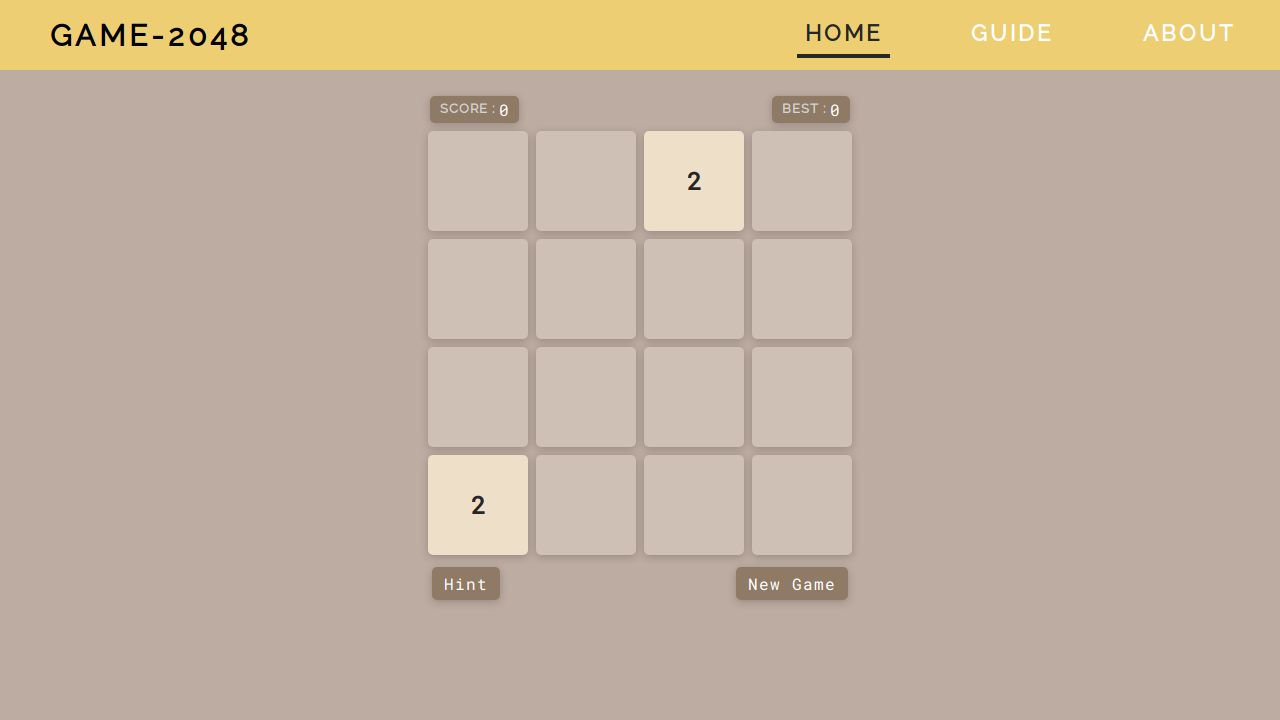 GAME-2048 HOME GUIDE ABOUT
SCORE : 0 BEST : 0
2
2
Hint New Game